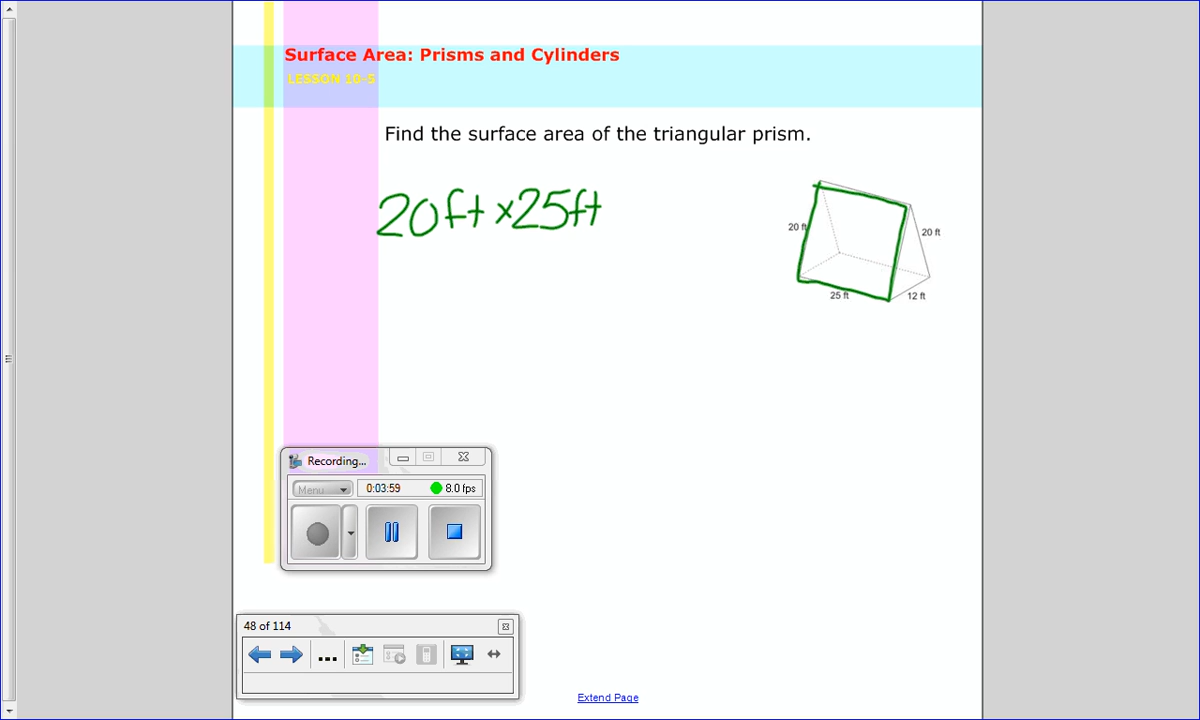 Surface Area: Prisms and Cylinders
LESSON 10-5
Find the surface area of the triangular prism.
20ft x25ft
20 ft
20 ft
25 ft
12 ft
Recording...
Menu
0:03:59
8.0 fps
48 of 114
...
Extend Page